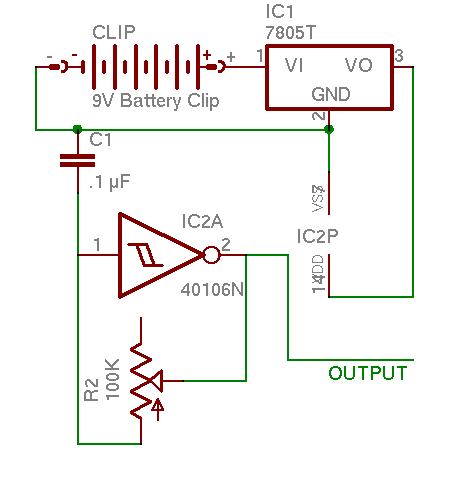 CLIP
IC1
7805T
- - + +
9V Battery Clip
1 VI VO 3
GND
2
C1
.1 µF
VSS 7
IC2A
IC2P
1 2
VDD 14
40106N
R2
100K
OUTPUT